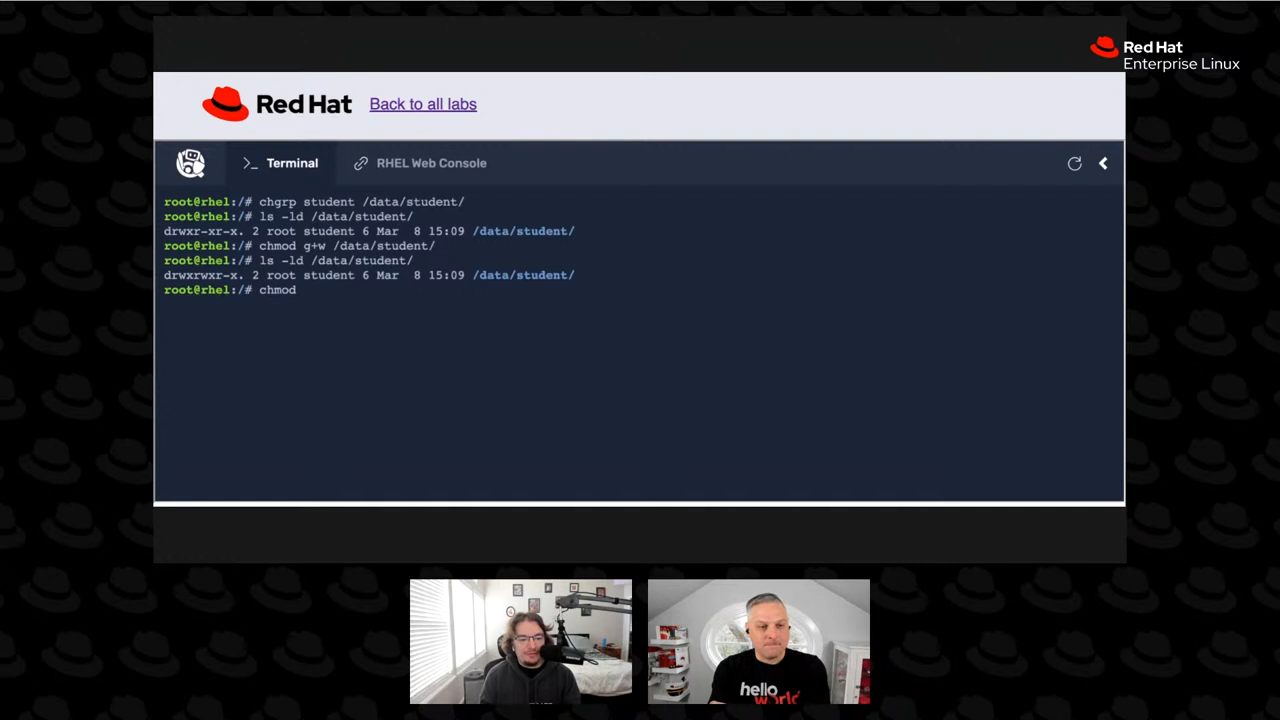 Red Hat
Enterprise Linux
Red Hat Back to all labs
>_ Terminal RHEL Web Console
root@rhel:/# chgrp student /data/student/
root@rhel:/# ls -ld /data/student/
drwxr-xr-x. 2 root student 6 Mar  8 15:09 /data/student/
root@rhel:/# chmod g+w /data/student/
root@rhel:/# ls -ld /data/student/
drwxrwxr-x. 2 root student 6 Mar  8 15:09 /data/student/
root@rhel:/# chmod
hello
world